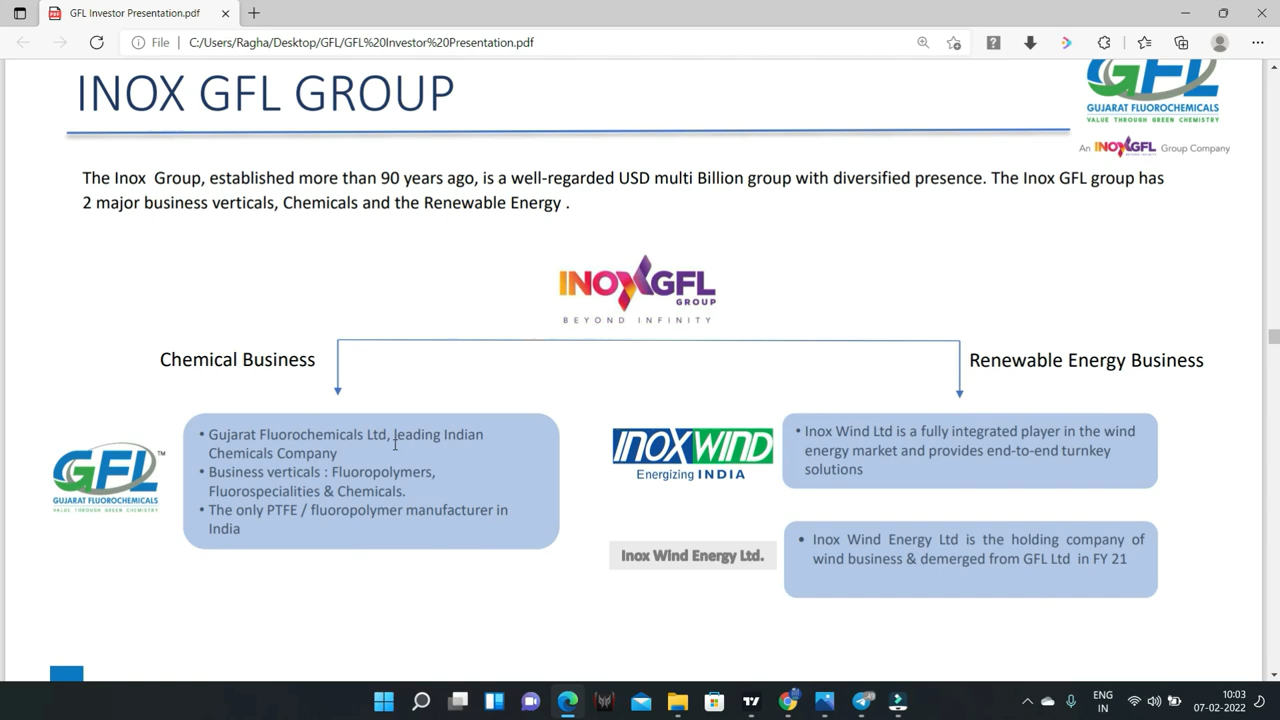 GFL Investor Presentation.pdf
File
C:/Users/Ragha/Desktop/GFL/GFL%20Investor%20Presentation.pdf
INOX GFL GROUP
GFL
GUJARAT FLUOROCHEMICALS
VALUE THROUGH GREEN CHEMISTRY
An INOXGFL Group Company
The Inox Group, established more than 90 years ago, is a well-regarded USD multi Billion group with diversified presence. The Inox GFL group has
2 major business verticals, Chemicals and the Renewable Energy .
INOXGFL
GROUP
BEYOND INFINITY
Chemical Business
Renewable Energy Business
GFL™
GUJARAT FLUOROCHEMICALS
VALUE THROUGH GREEN CHEMISTRY
• Gujarat Fluorochemicals Ltd, leading Indian
Chemicals Company
• Business verticals : Fluoropolymers,
Fluorospecialities & Chemicals.
• The only PTFE / fluoropolymer manufacturer in
India
INOXWIND
Energizing INDIA
• Inox Wind Ltd is a fully integrated player in the wind
energy market and provides end-to-end turnkey
solutions
Inox Wind Energy Ltd.
• Inox Wind Energy Ltd is the holding company of
wind business & demerged from GFL Ltd in FY 21
ENG
IN
10:03
07-02-2022